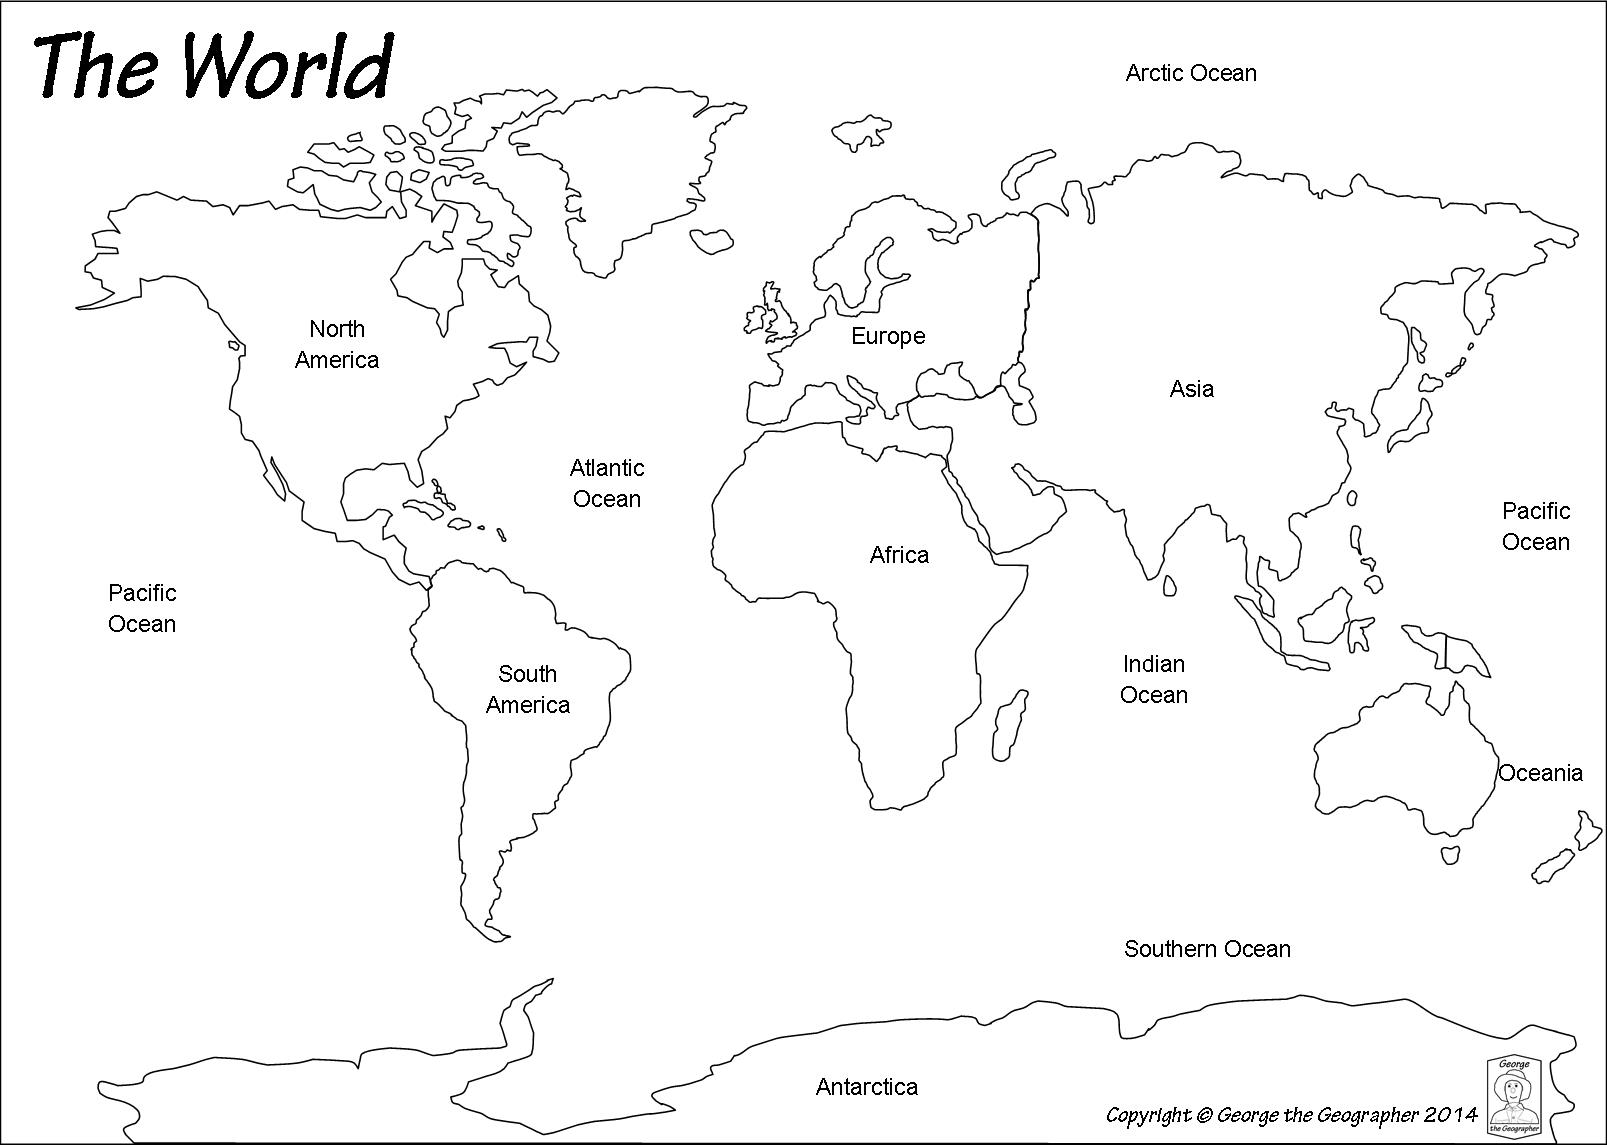 The World
Arctic Ocean
North
America
Europe
Asia
Atlantic
Ocean
Pacific
Ocean
Africa
Pacific
Ocean
Indian
Ocean
South
America
Oceania
Southern Ocean
Antarctica
Copyright © George the Geographer 2014
George
the Geographer